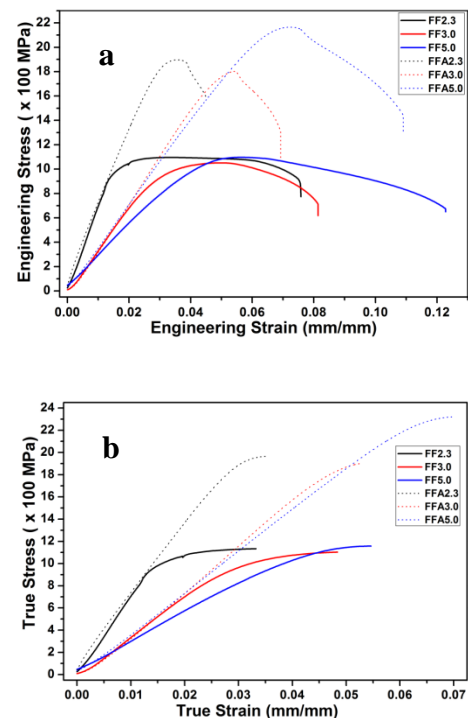 a
Engineering Stress ( x 100 MPa)
22
20
18
16
14
12
10
8
6
4
2
0
FF2.3
FF3.0
FF5.0
FFA2.3
FFA3.0
FFA5.0
0.00 0.02 0.04 0.06 0.08 0.10 0.12
Engineering Strain (mm/mm)
b
True Stress ( x 100 MPa)
24
22
20
18
16
14
12
10
8
6
4
2
0
FF2.3
FF3.0
FF5.0
FFA2.3
FFA3.0
FFA5.0
0.00 0.01 0.02 0.03 0.04 0.05 0.06 0.07
True Strain (mm/mm)